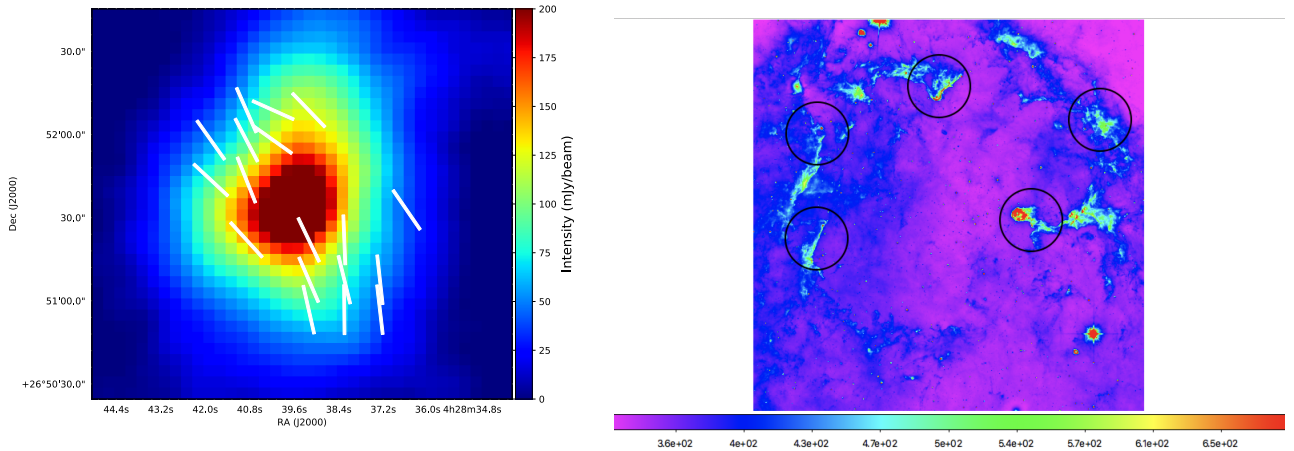 200
30.0"
175
52'00.0"
150
125
Dec (J2000)
30.0"
100
Intensity (mJy/beam)
75
51'00.0"
50
25
+26°50'30.0"
0
44.4s 43.2s 42.0s 40.8s 39.6s 38.4s 37.2s 36.0s 4h28m34.8s
RA (J2000)
3.6e+02 4e+02 4.3e+02 4.7e+02 5e+02 5.4e+02 5.7e+02 6.1e+02 6.5e+02